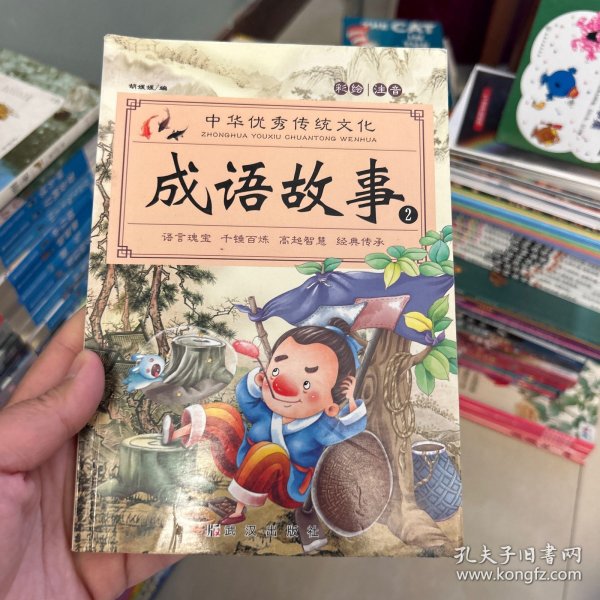 胡媛媛/编
彩绘 注音
中华优秀传统文化
ZHONGHUA YOUXIU CHUANTONG WENHUA
成语故事
2
语言瑰宝 千锤百炼 高超智慧 经典传承
武汉出版社
CAT
孔夫子旧书网
www.kongfz.com